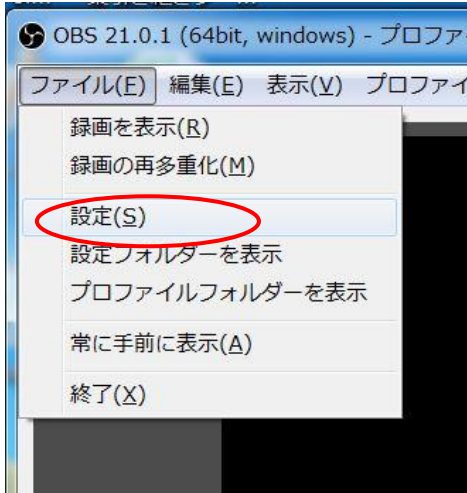 OBS 21.0.1 (64bit, windows) - プロファ
ファイル(F) 編集(E) 表示(V) プロファイ
録画を表示(R)
録画の再多重化(M)
設定(S)
設定フォルダーを表示
プロファイルフォルダーを表示
常に手前に表示(A)
終了(X)